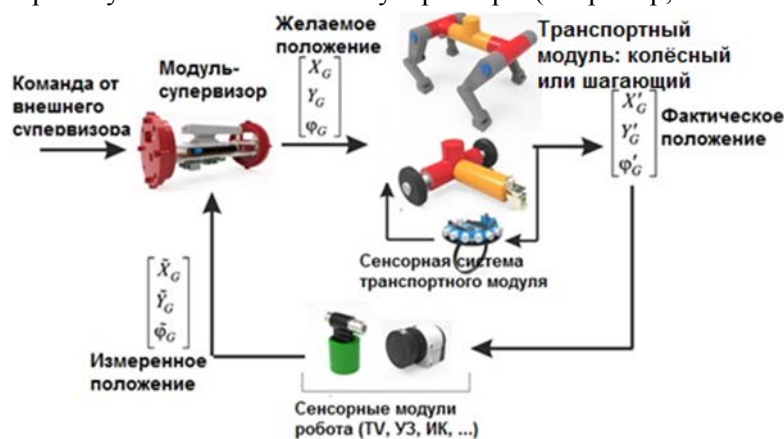 Команда от
внешнего
супервизора
Модуль-
супервизор
Желаемое
положение
[X_G
Y_G
φ_G]
Транспортный
модуль: колёсный
или шагающий
[X'_G
Y'_G
φ'_G]
Фактическое
положение
Сенсорная система
транспортного модуля
[X̃_G
Ỹ_G
φ̃_G]
Измеренное
положение
Сенсорные модули
робота (TV, УЗ, ИК, ...)